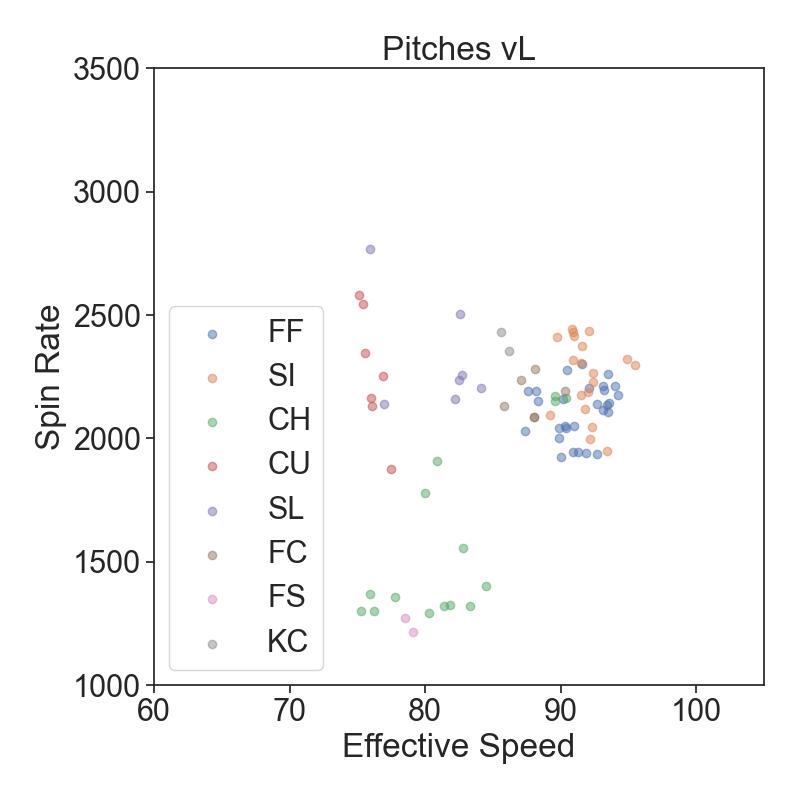 Pitches vL
3500
3000
2500
2000
1500
1000
Spin Rate
FF
SI
CH
CU
SL
FC
FS
KC
60 70 80 90 100
Effective Speed